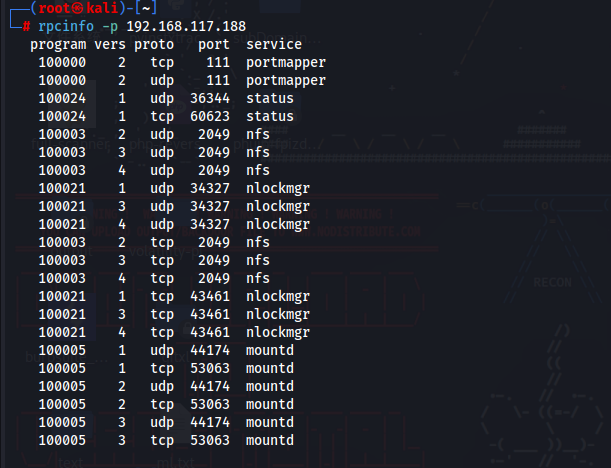 (root㉿kali)-[~]
# rpcinfo -p 192.168.117.188
program vers proto port service
100000 2 tcp 111 portmapper
100000 2 udp 111 portmapper
100024 1 udp 36344 status
100024 1 tcp 60623 status
100003 2 udp 2049 nfs
100003 3 udp 2049 nfs
100003 4 udp 2049 nfs
100021 1 udp 34327 nlockmgr
100021 3 udp 34327 nlockmgr
100021 4 udp 34327 nlockmgr
100003 2 tcp 2049 nfs
100003 3 tcp 2049 nfs
100003 4 tcp 2049 nfs
100021 1 tcp 43461 nlockmgr
100021 3 tcp 43461 nlockmgr
100021 4 tcp 43461 nlockmgr
100005 1 udp 44174 mountd
100005 1 tcp 53063 mountd
100005 2 udp 44174 mountd
100005 2 tcp 53063 mountd
100005 3 udp 44174 mountd
100005 3 tcp 53063 mountd
RECON